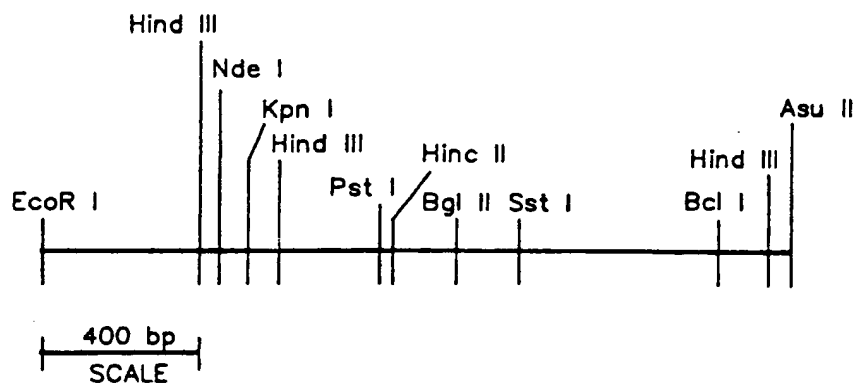 Hind III
Nde I
Kpn I
Asu II
Hind III
Hinc II
Hind III
Pst I
EcoR I
Bgl II
Sst I
Bcl I
400 bp
SCALE